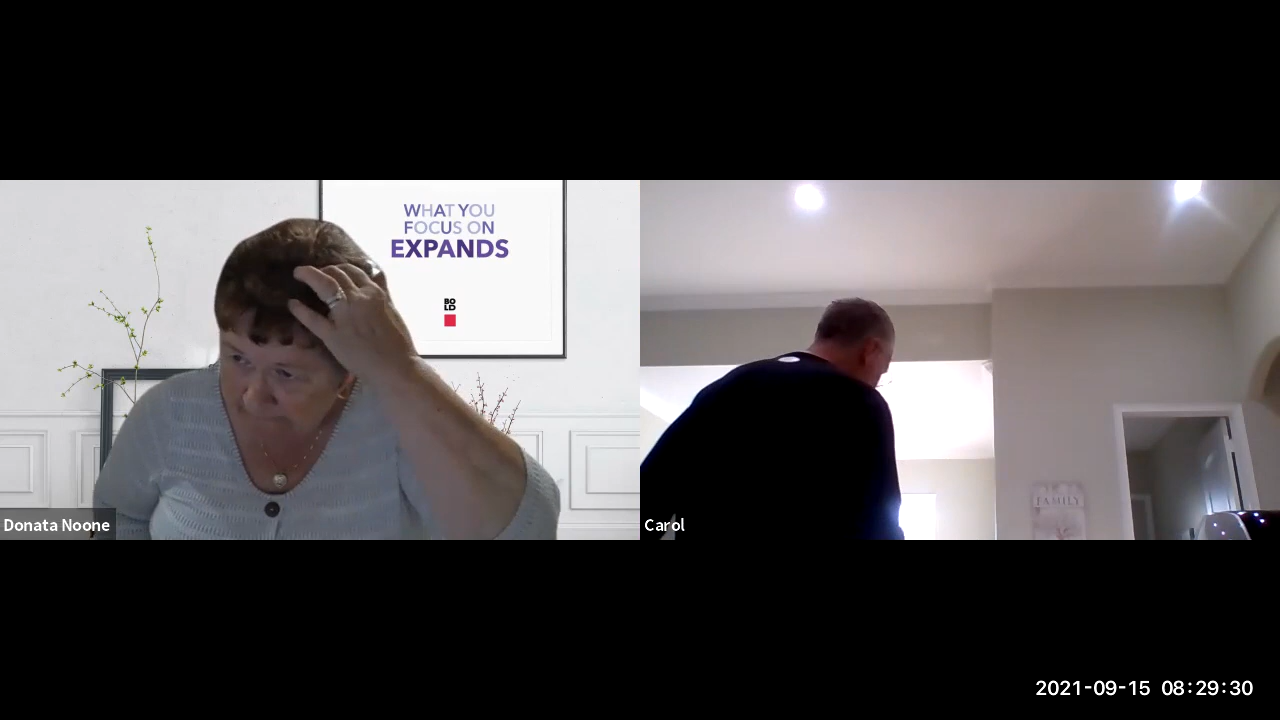 WHAT YOU
FOCUS ON
EXPANDS
BO
LD
Donata Noone
FAMILY
Carol
2021-09-15 08:29:30